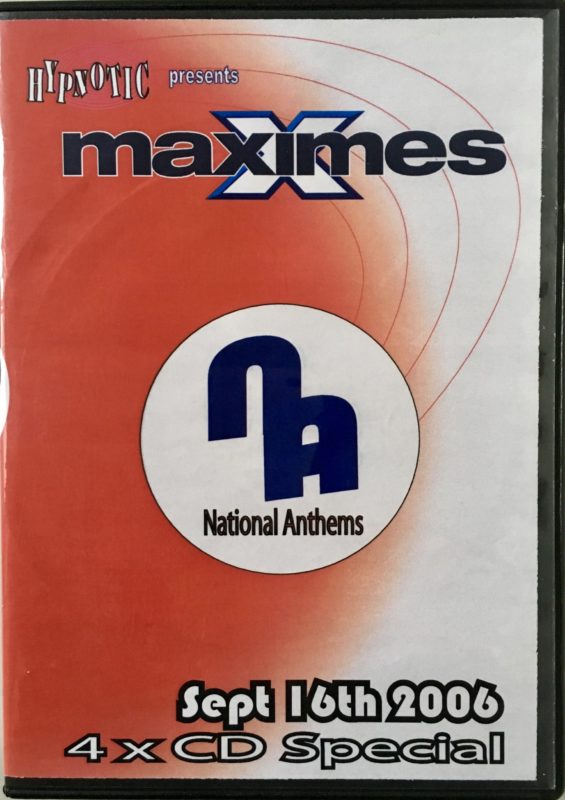 HYPNOTIC presents
maximes
X
NA
National Anthems
Sept 16th 2006
4 x CD Special